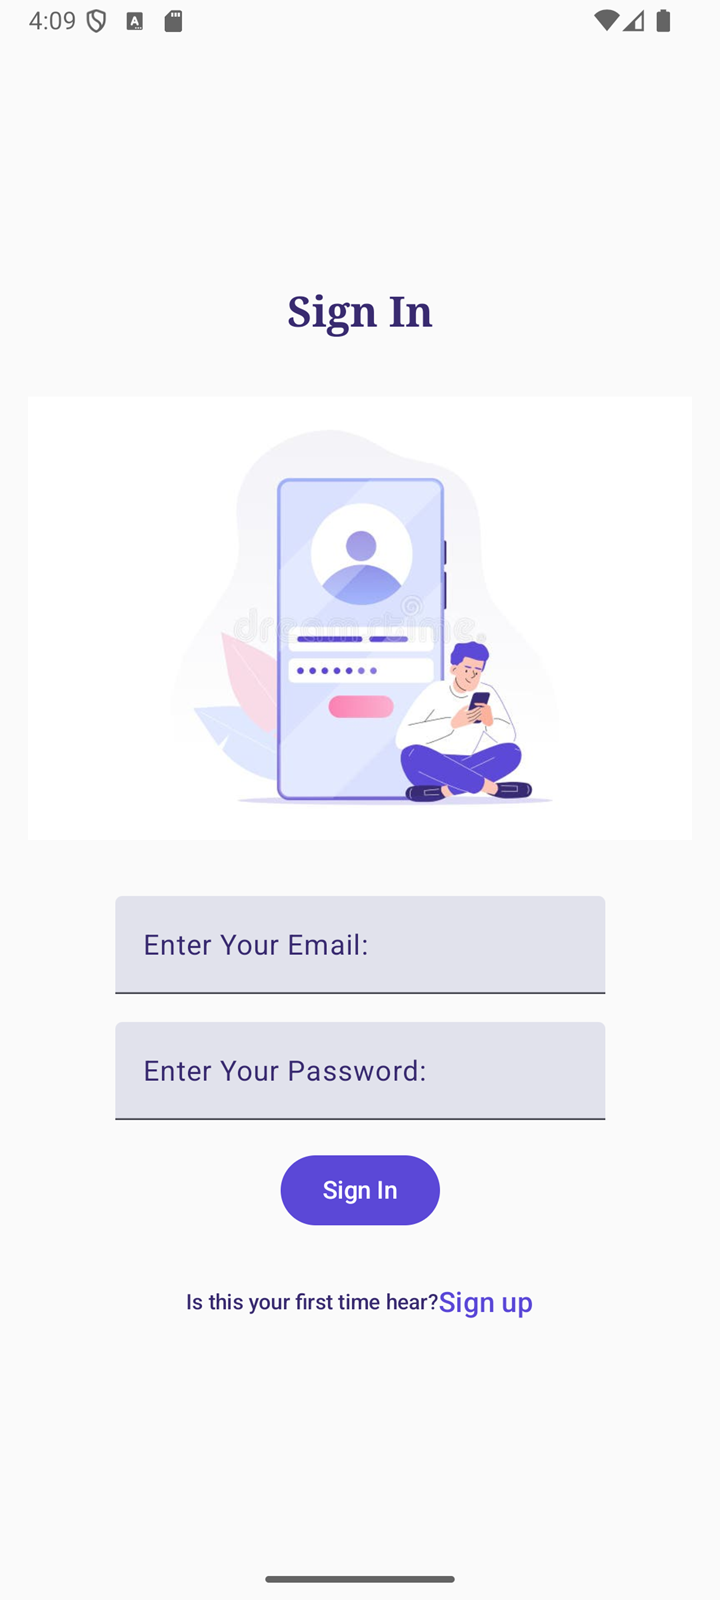 4:09
Sign In
dreamstime.
Enter Your Email:
Enter Your Password:
Sign In
Is this your first time hear?Sign up